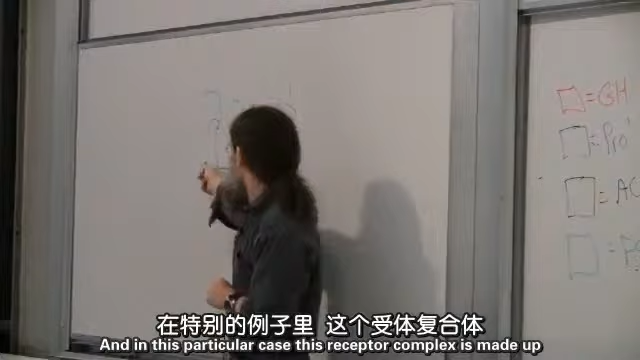 =GH
=Pro
=AC
在特别的例子里 这个受体复合体
And in this particular case this receptor complex is made up